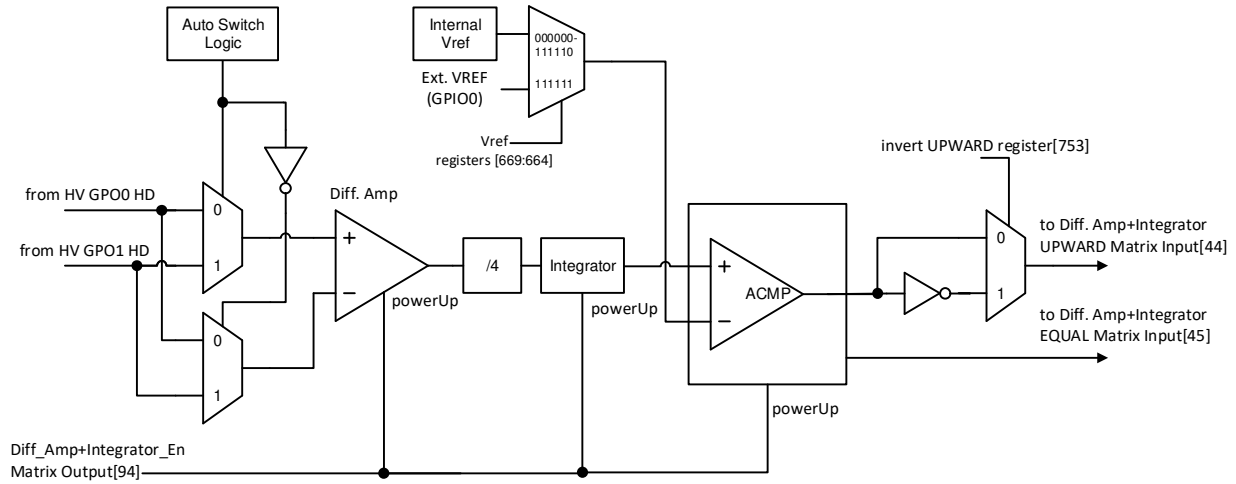 Auto Switch
Logic
Internal
Vref
000000-
111110
111111
Ext. VREF
(GPIO0)
Vref
registers [669:664]
invert UPWARD register[753]
from HV GPO0 HD
0
1
from HV GPO1 HD
0
1
Diff. Amp
+
−
powerUp
/4
Integrator
powerUp
+
−
ACMP
powerUp
0
1
to Diff. Amp+Integrator
UPWARD Matrix Input[44]
to Diff. Amp+Integrator
EQUAL Matrix Input[45]
Diff_Amp+Integrator_En
Matrix Output[94]